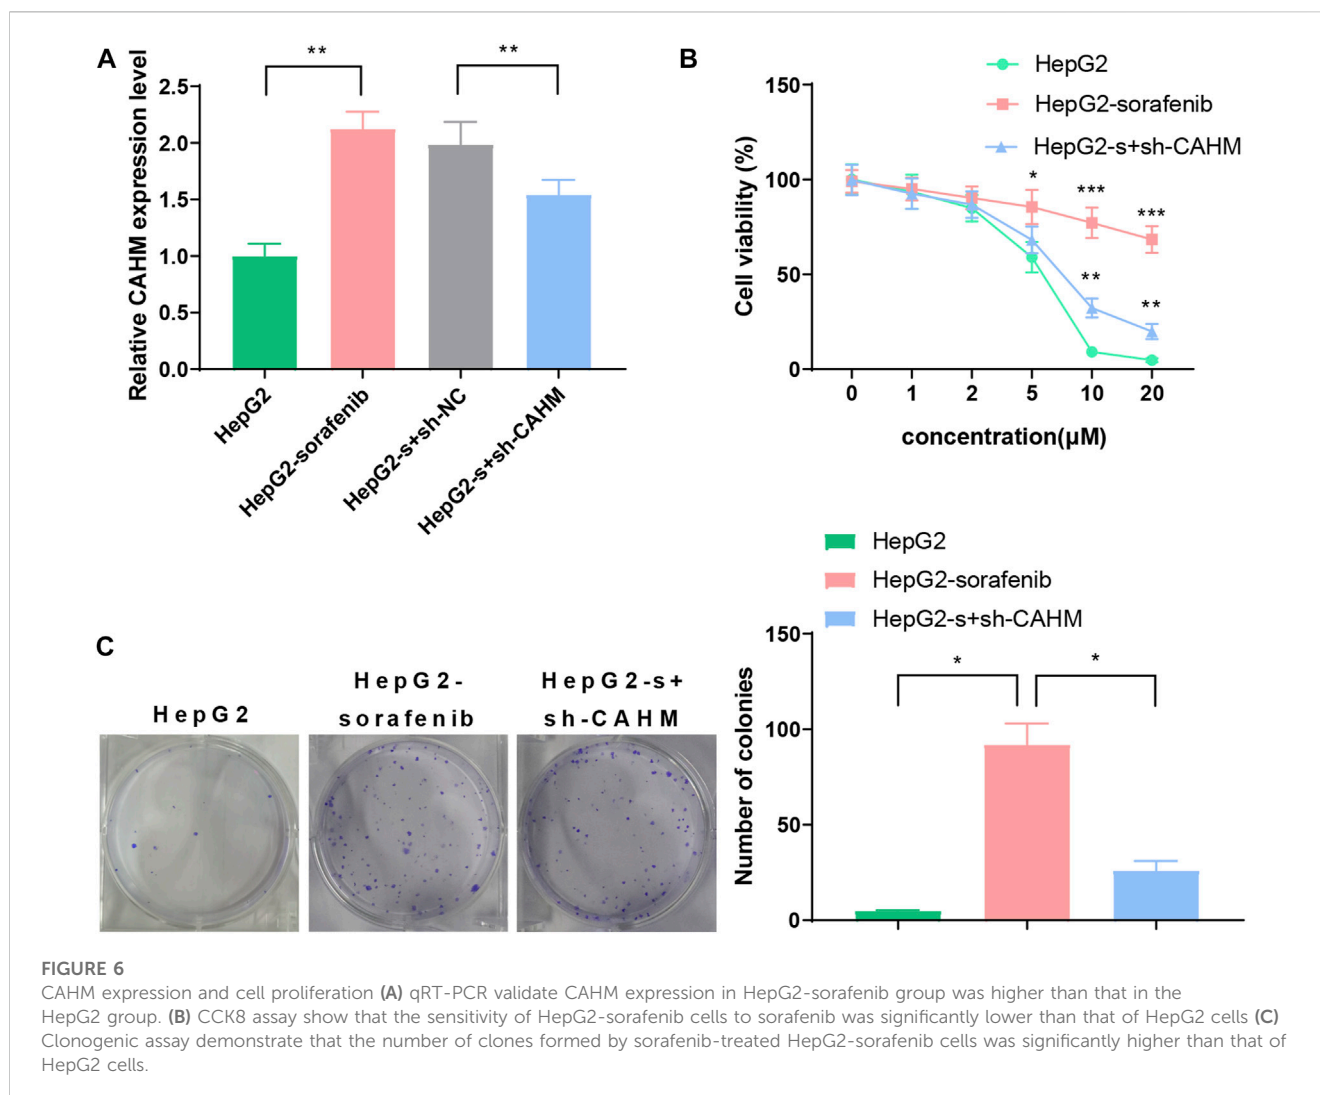 A
Relative CAHM expression level
2.5
2.0
1.5
1.0
0.5
0.0
**
**
HepG2
HepG2-sorafenib
HepG2-s+sh-NC
HepG2-s+sh-CAHM
B
HepG2
HepG2-sorafenib
HepG2-s+sh-CAHM
Cell viability (%)
150
100
50
0
*
***
***
**
**
0 1 2 5 10 20
concentration(μM)
C
HepG2
HepG2-
sorafenib
HepG2-s+
sh-CAHM
HepG2
HepG2-sorafenib
HepG2-s+sh-CAHM
Number of colonies
150
100
50
0
*
*
FIGURE 6
CAHM expression and cell proliferation (A) qRT-PCR validate CAHM expression in HepG2-sorafenib group was higher than that in the
HepG2 group. (B) CCK8 assay show that the sensitivity of HepG2-sorafenib cells to sorafenib was significantly lower than that of HepG2 cells (C)
Clonogenic assay demonstrate that the number of clones formed by sorafenib-treated HepG2-sorafenib cells was significantly higher than that of
HepG2 cells.